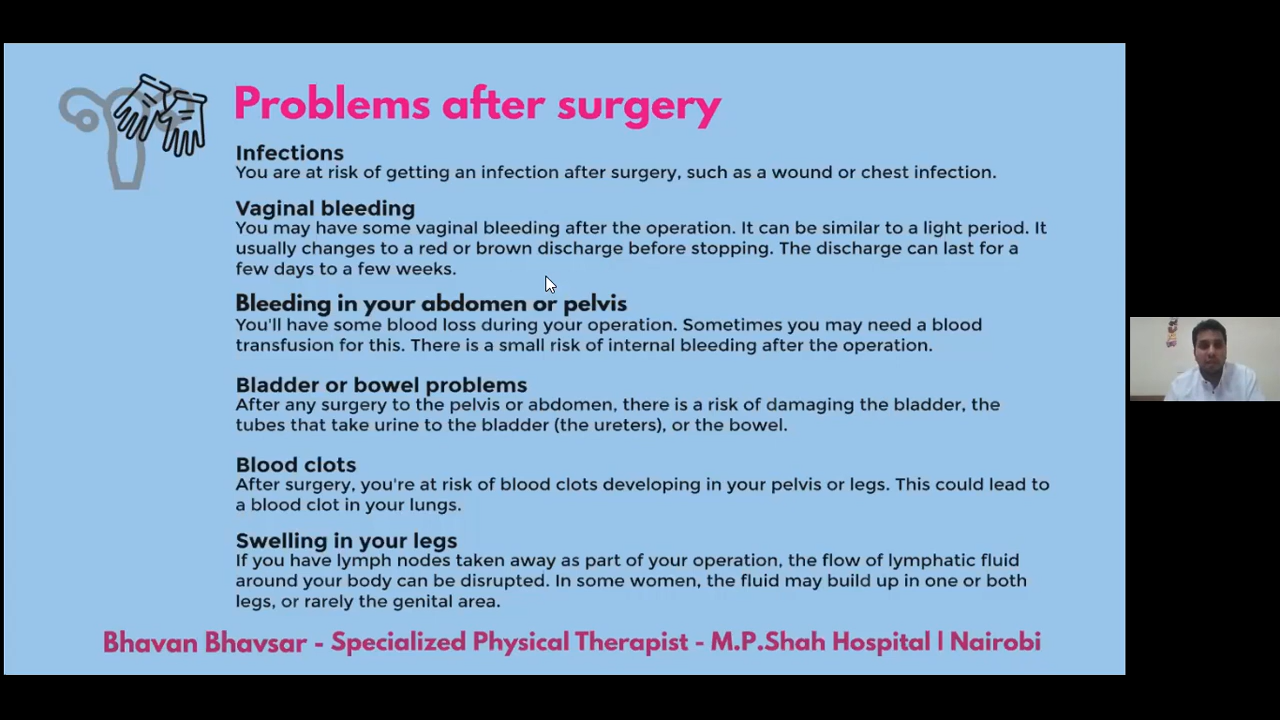 Problems after surgery
Infections
You are at risk of getting an infection after surgery, such as a wound or chest infection.
Vaginal bleeding
You may have some vaginal bleeding after the operation. It can be similar to a light period. It
usually changes to a red or brown discharge before stopping. The discharge can last for a
few days to a few weeks.
Bleeding in your abdomen or pelvis
You'll have some blood loss during your operation. Sometimes you may need a blood
transfusion for this. There is a small risk of internal bleeding after the operation.
Bladder or bowel problems
After any surgery to the pelvis or abdomen, there is a risk of damaging the bladder, the
tubes that take urine to the bladder (the ureters), or the bowel.
Blood clots
After surgery, you're at risk of blood clots developing in your pelvis or legs. This could lead to
a blood clot in your lungs.
Swelling in your legs
If you have lymph nodes taken away as part of your operation, the flow of lymphatic fluid
around your body can be disrupted. In some women, the fluid may build up in one or both
legs, or rarely the genital area.
Bhavan Bhavsar - Specialized Physical Therapist - M.P.Shah Hospital | Nairobi